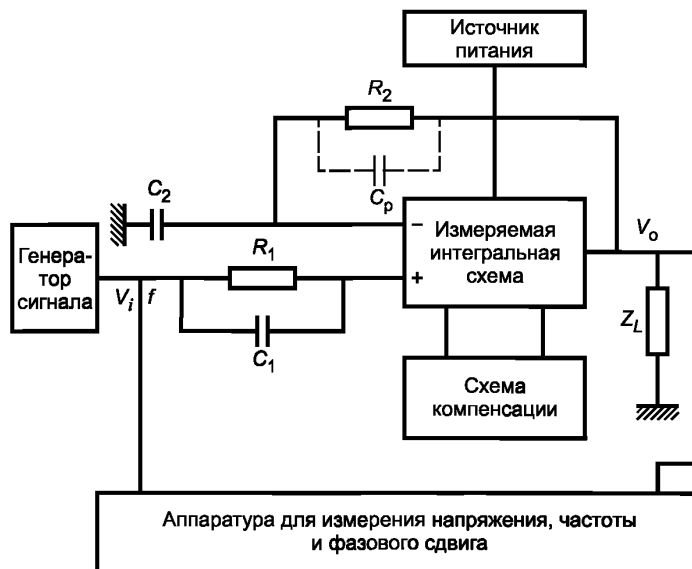 Источник
питания
R₂
Cₚ
C₂
Генера-
тор
сигнала
R₁
Vᵢ f
C₁
−
+
Измеряемая
интегральная
схема
Vₒ
Z_L
Схема
компенсации
Аппаратура для измерения напряжения, частоты
и фазового сдвига